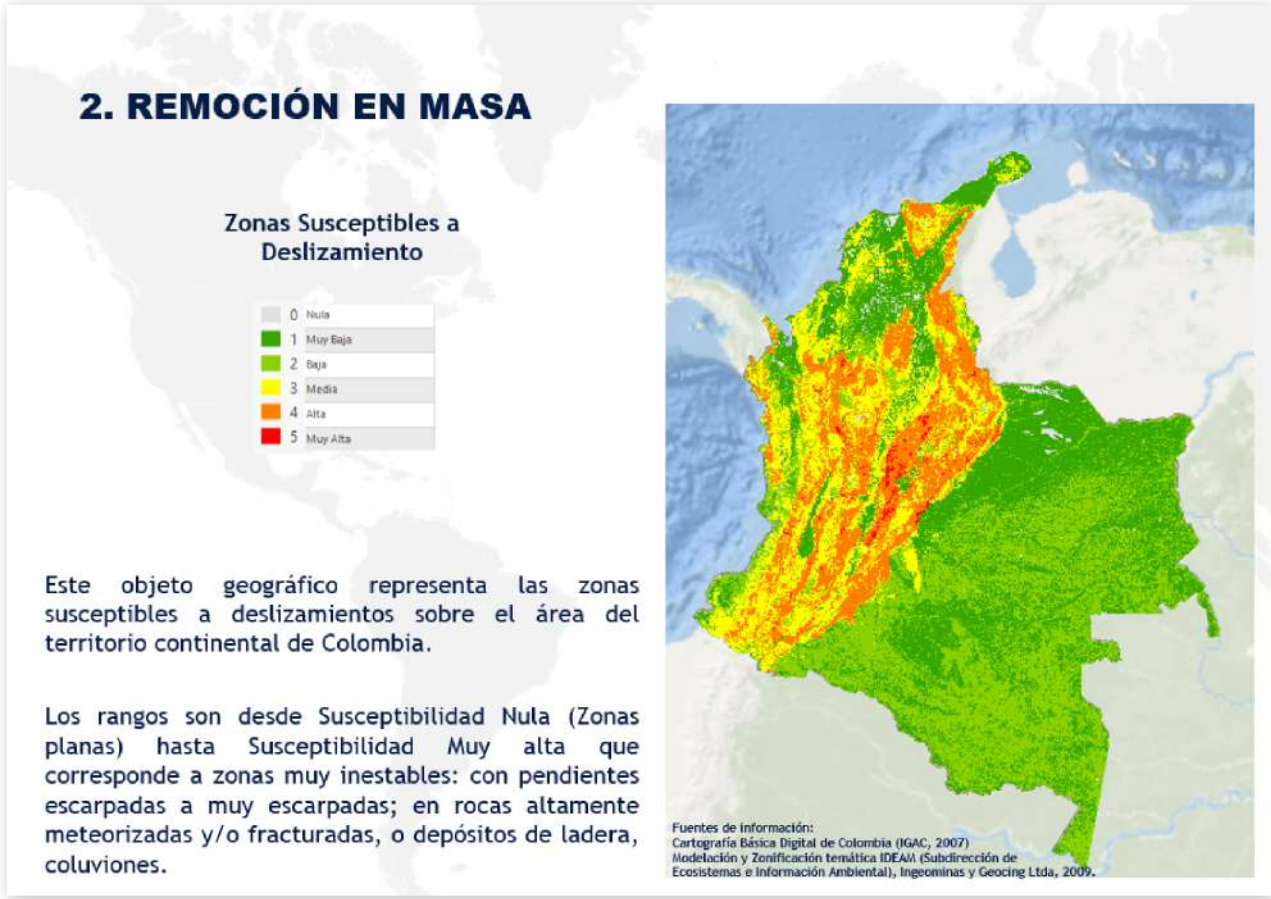 2. REMOCIÓN EN MASA
Zonas Susceptibles a
Deslizamiento
0 Nula
1 Muy Baja
2 Baja
3 Media
4 Alta
5 Muy Alta
Este objeto geográfico representa las zonas
susceptibles a deslizamientos sobre el área del
territorio continental de Colombia.
Los rangos son desde Susceptibilidad Nula (Zonas
planas) hasta Susceptibilidad Muy alta que
corresponde a zonas muy inestables: con pendientes
escarpadas a muy escarpadas; en rocas altamente
meteorizadas y/o fracturadas, o depósitos de ladera,
coluviones.
Fuentes de información:
Cartografía Básica Digital de Colombia (IGAC, 2007)
Modelación y Zonificación temática IDEAM (Subdirección de
Ecosistemas e Información Ambiental), Ingeominas y Geocing Ltda, 2009.